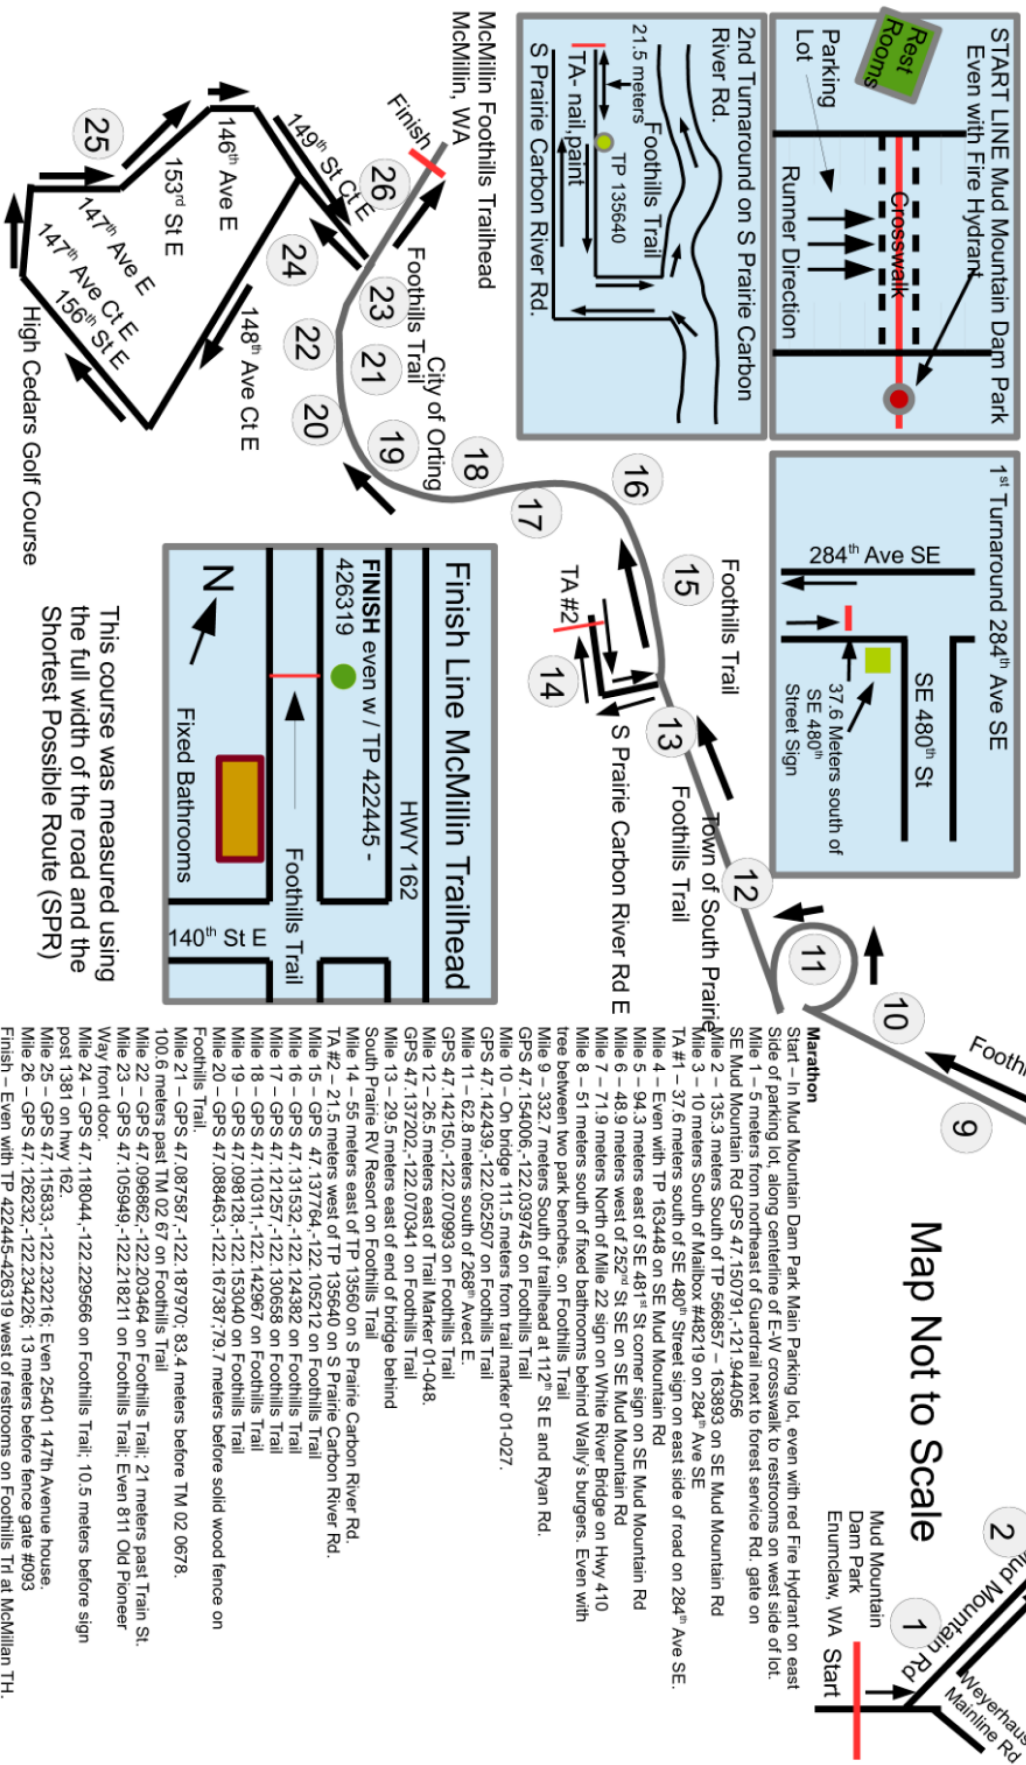 START LINE Mud Mountain Dam Park
Even with Fire Hydrant
Rest
Rooms
Parking
Lot
Crosswalk
Runner Direction
1st Turnaround 284th Ave SE
284th Ave SE
SE 480th St
37.6 Meters south of
SE 480th
Street Sign
2nd Turnaround on S Prairie Carbon
River Rd.
21.5 meters
Foothills Trail
TP 135640
TA- nail,paint
S Prairie Carbon River Rd.
McMillin Foothills Trailhead
McMillin, WA
Finish
26
149th St Ct E
146th Ave E
153rd St E
25
147th Ave E
147th Ave Ct E
156th St E
High Cedars Golf Course
24
148th Ave Ct E
23
Foothills Trail
22
21
City of Orting
20
19
18
17
16
15
Foothills Trail
TA #2
14
S Prairie Carbon River Rd E
13
Foothills Trail
Town of South Prairie
12
11
10
9
Map Not to Scale
2
Mountain Rd
1
Mud Mountain
Dam Park
Enumclaw, WA
Start
Mainline Rd
Finish Line McMillin Trailhead
HWY 162
FINISH even w / TP 422445 -
426319
Foothills Trail
N
Fixed Bathrooms
140th St E
This course was measured using
the full width of the road and the
Shortest Possible Route (SPR)
Marathon
Start – In Mud Mountain Dam Park Main Parking lot, even with red Fire Hydrant on east
Side of parking lot, along centerline of E-W crosswalk to restrooms on west side of lot.
Mile 1 – 5 meters from northeast of Guardrail next to forest service Rd. gate on
SE Mud Mountain Rd GPS 47.150791,-121.944056
Mile 2 – 135.3 meters South of TP 566857 – 163893 on SE Mud Mountain Rd
Mile 3 – 10 meters South of Mailbox #48219 on 284th Ave SE
TA #1 – 37.6 meters south of SE 480th Street sign on east side of road on 284th Ave SE.
Mile 4 – Even with TP 163448 on SE Mud Mountain Rd
Mile 5 – 94.3 meters east of SE 481st St corner sign on SE Mud Mountain Rd
Mile 6 – 48.9 meters west of 252nd St SE on SE Mud Mountain Rd
Mile 7 – 71.9 meters North of Mile 22 sign on White River Bridge on Hwy 410
Mile 8 – 51 meters south of fixed bathrooms behind Wally's burgers. Even with
tree between two park benches. on Foothills Trail
Mile 9 – 332.7 meters South of trailhead at 112th St E and Ryan Rd.
GPS 47.154006,-122.039745 on Foothills Trail
Mile 10 – On bridge 111.5 meters from trail marker 01-027.
GPS 47.142439,-122.052507 on Foothills Trail
Mile 11 – 62.8 meters south of 268th Avect E.
GPS 47.142150,-122.070993 on Foothills Trail
Mile 12 – 26.5 meters east of Trail Marker 01-048.
GPS 47.137202,-122.070341 on Foothills Trail
Mile 13 – 29.5 meters east of end of bridge behind
South Prairie RV Resort on Foothills Trail
Mile 14 – 55 meters east of TP 13560 on S Prairie Carbon River Rd.
TA #2 – 21.5 meters west of TP 135640 on S Prairie Carbon River Rd.
Mile 15 – GPS 47.137764,-122.105212 on Foothills Trail
Mile 16 – GPS 47.131532,-122.124382 on Foothills Trail
Mile 17 – GPS 47.121257,-122.130658 on Foothills Trail
Mile 18 – GPS 47.110311,-122.142967 on Foothills Trail
Mile 19 – GPS 47.098128,-122.153040 on Foothills Trail
Mile 20 – GPS 47.088463,-122.167387;79.7 meters before solid wood fence on
Foothills Trail.
Mile 21 – GPS 47.087587,-122.187970; 83.4 meters before TM 02 0678.
100.6 meters past TM 02 67 on Foothills Trail
Mile 22 – GPS 47.096862,-122.203464 on Foothills Trail; 21 meters past Train St.
Mile 23 – GPS 47.105949,-122.218211 on Foothills Trail; Even 811 Old Pioneer
Way front door.
Mile 24 – GPS 47.118044,-122.229566 on Foothills Trail; 10.5 meters before sign
post 1381 on hwy 162.
Mile 25 – GPS 47.115833,-122.232216; Even 25401 147th Avenue house.
Mile 26 – GPS 47.126232,-122.234226; 13 meters before fence gate #093
Finish – Even with TP 422445-426319 west of restrooms on Foothills Trl at McMillan TH.